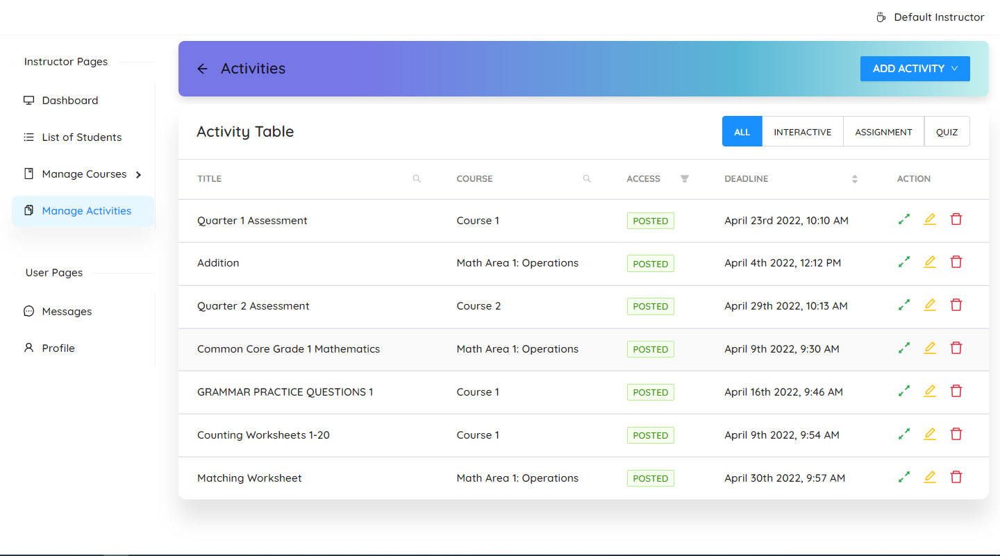 Default Instructor
Instructor Pages
Dashboard
List of Students
Manage Courses
Manage Activities
User Pages
Messages
Profile
Activities
ADD ACTIVITY
Activity Table
ALL INTERACTIVE ASSIGNMENT QUIZ
TITLE COURSE ACCESS DEADLINE ACTION
Quarter 1 Assessment Course 1 POSTED April 23rd 2022, 10:10 AM
Addition Math Area 1: Operations POSTED April 4th 2022, 12:12 PM
Quarter 2 Assessment Course 2 POSTED April 29th 2022, 10:13 AM
Common Core Grade 1 Mathematics Math Area 1: Operations POSTED April 9th 2022, 9:30 AM
GRAMMAR PRACTICE QUESTIONS 1 Course 1 POSTED April 16th 2022, 9:46 AM
Counting Worksheets 1-20 Course 1 POSTED April 9th 2022, 9:54 AM
Matching Worksheet Math Area 1: Operations POSTED April 30th 2022, 9:57 AM